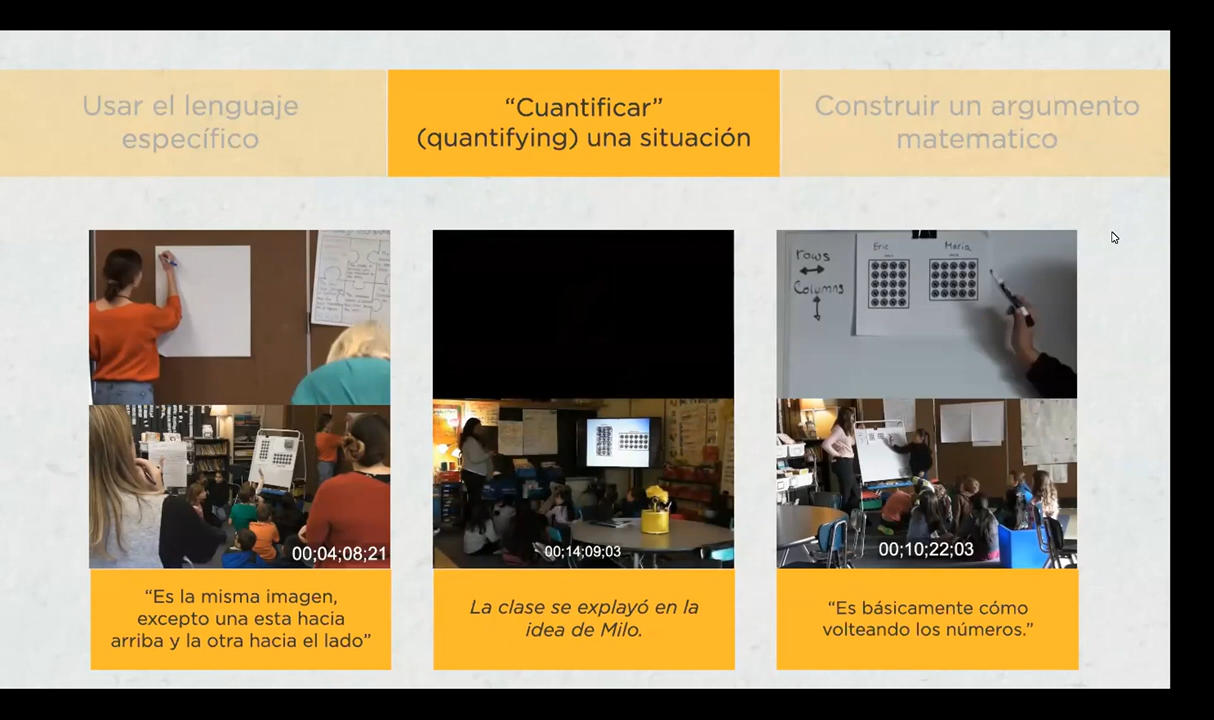 Usar el lenguaje
específico
“Cuantificar”
(quantifying) una situación
Construir un argumento
matematico
rows
Columns
Eric
Maria
00;04;08;21
00;14;09;03
00;10;22;03
“Es la misma imagen,
excepto una esta hacia
arriba y la otra hacia el lado”
La clase se explayó en la
idea de Milo.
“Es básicamente cómo
volteando los números.”